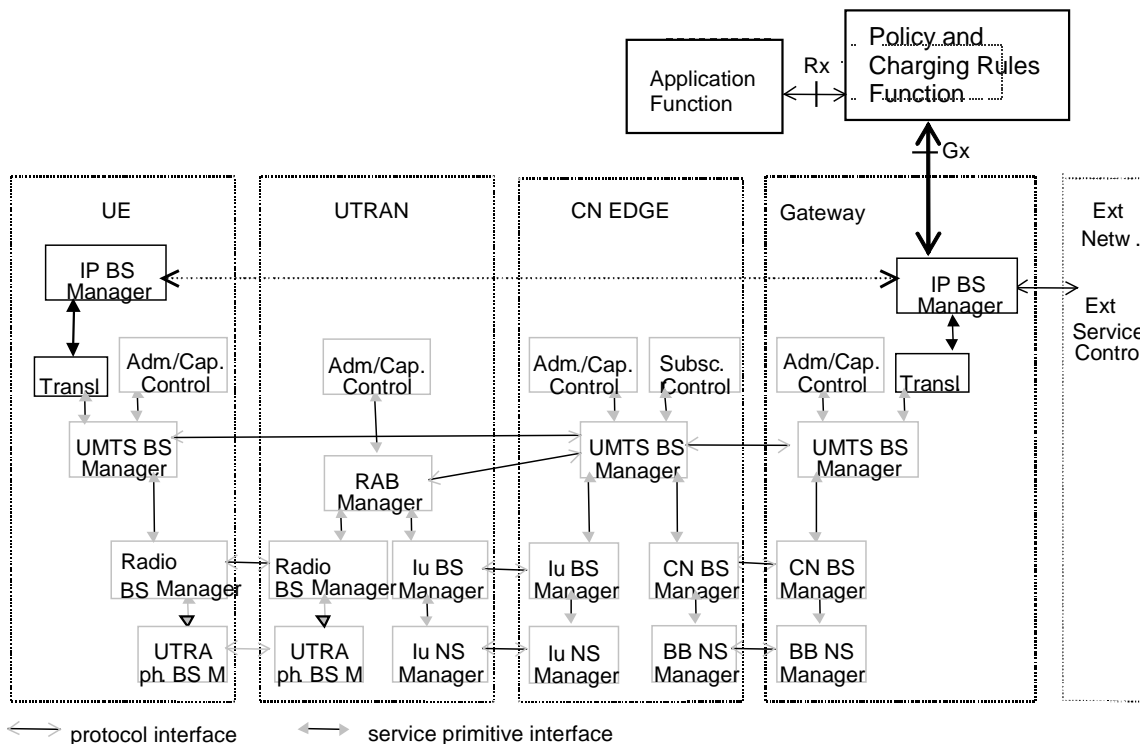 Policy and
Charging Rules
Function
Rx
Application
Function
Gx
UE
UTRAN
CN EDGE
Gateway
Ext
Netw .
IP BS
Manager
IP BS
Manager
Ext
Service
Control
Transl
Adm./Cap.
Control
Adm/Cap.
Control
Adm./Cap.
Control
Subsc.
Control
Adm/Cap.
Control
Transl
UMTS BS
Manager
UMTS BS
Manager
UMTS BS
Manager
RAB
Manager
Radio
BS Manager
Radio
BS Manager
Iu BS
Manager
Iu BS
Manager
CN BS
Manager
CN BS
Manager
UTRA
ph. BS M
UTRA
ph. BS M
Iu NS
Manager
Iu NS
Manager
BB NS
Manager
BB NS
Manager
protocol interface
service primitive interface